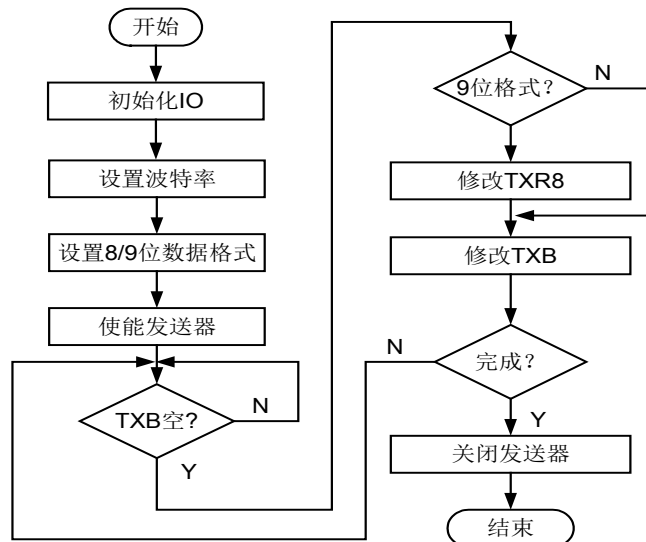 开始
初始化IO
设置波特率
设置8/9位数据格式
使能发送器
TXB空?
N
Y
9位格式?
N
修改TXR8
修改TXB
完成?
N
Y
关闭发送器
结束